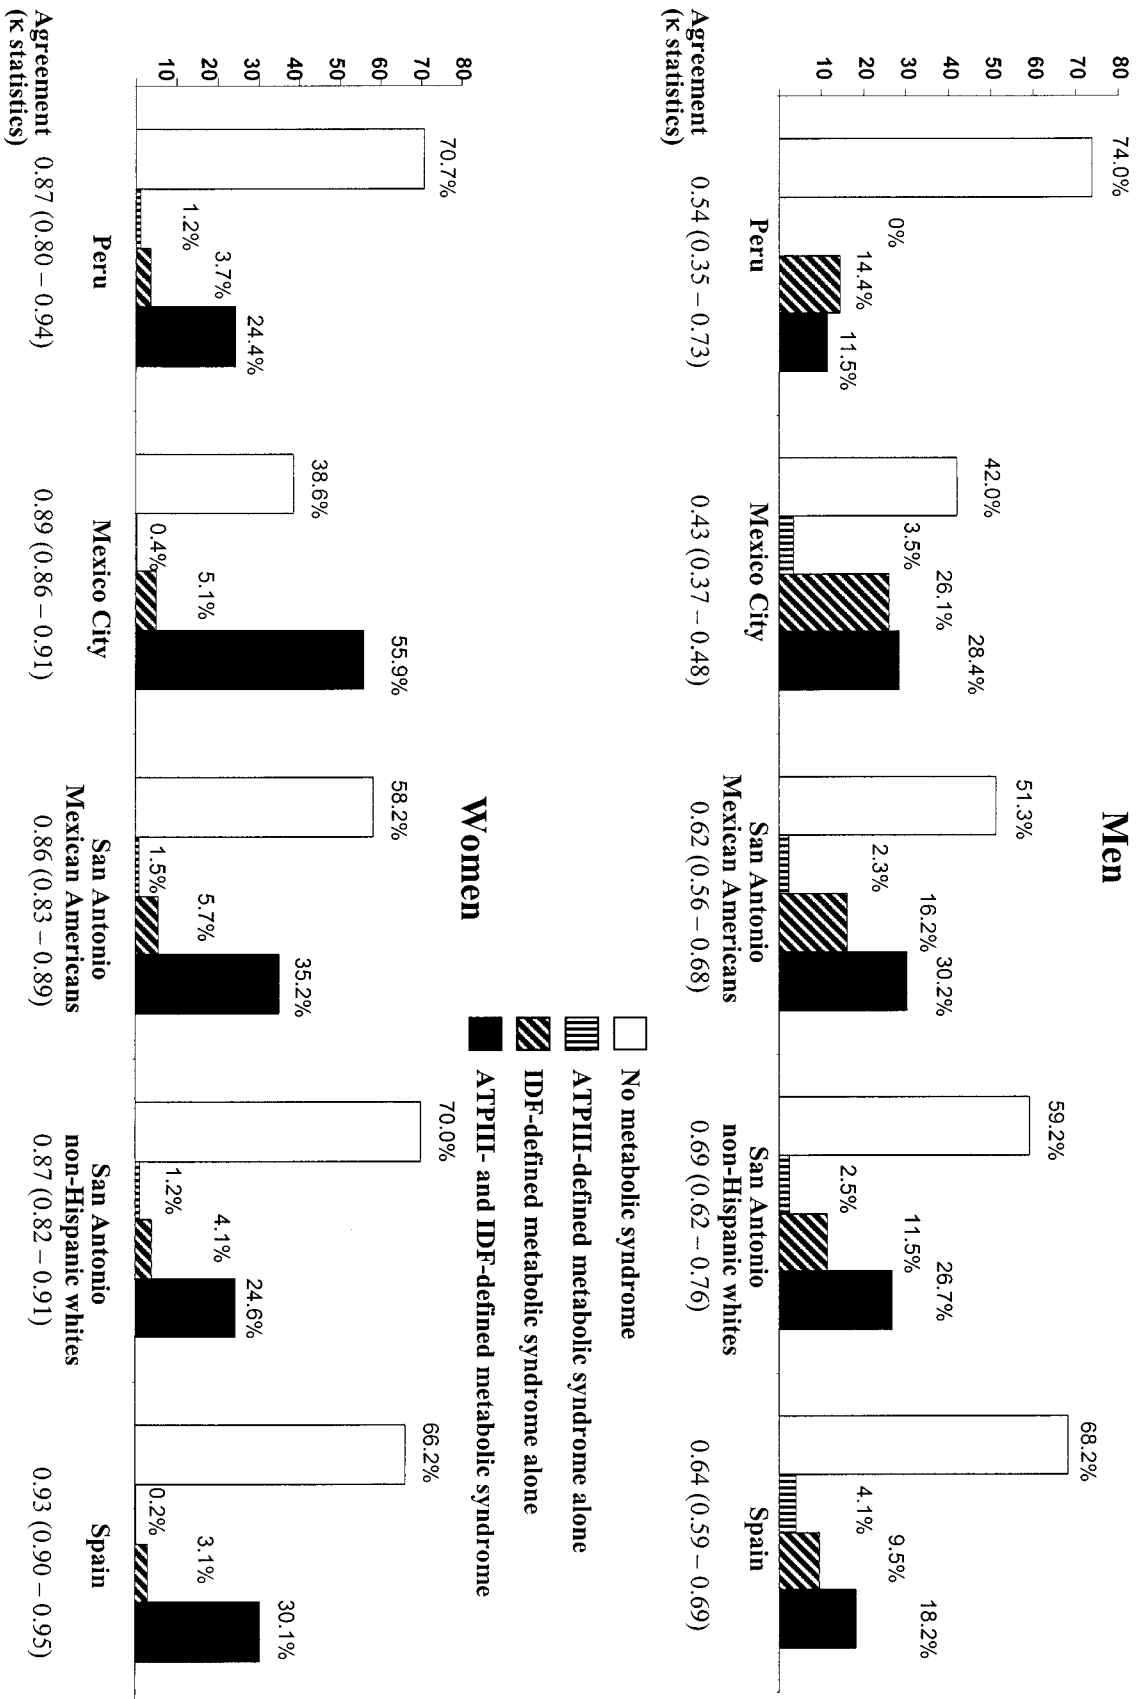 Men
80
70
60
50
40
30
20
10
74.0%
0%
14.4%
11.5%
42.0%
3.5%
26.1%
28.4%
51.3%
2.3%
16.2%
30.2%
59.2%
2.5%
11.5%
26.7%
68.2%
4.1%
9.5%
18.2%
Peru
Mexico City
San Antonio
Mexican Americans
San Antonio
non-Hispanic whites
Spain
Agreement
(κ statistics)
0.54 (0.35 – 0.73)
0.43 (0.37 – 0.48)
0.62 (0.56 – 0.68)
0.69 (0.62 – 0.76)
0.64 (0.59 – 0.69)
No metabolic syndrome
ATPIII-defined metabolic syndrome alone
IDF-defined metabolic syndrome alone
ATPIII- and IDF-defined metabolic syndrome
Women
80
70
60
50
40
30
20
10
70.7%
1.2%
3.7%
24.4%
38.6%
0.4%
5.1%
55.9%
58.2%
1.5%
5.7%
35.2%
70.0%
1.2%
4.1%
24.6%
66.2%
0.2%
3.1%
30.1%
Peru
Mexico City
San Antonio
Mexican Americans
San Antonio
non-Hispanic whites
Spain
Agreement
(κ statistics)
0.87 (0.80 – 0.94)
0.89 (0.86 – 0.91)
0.86 (0.83 – 0.89)
0.87 (0.82 – 0.91)
0.93 (0.90 – 0.95)